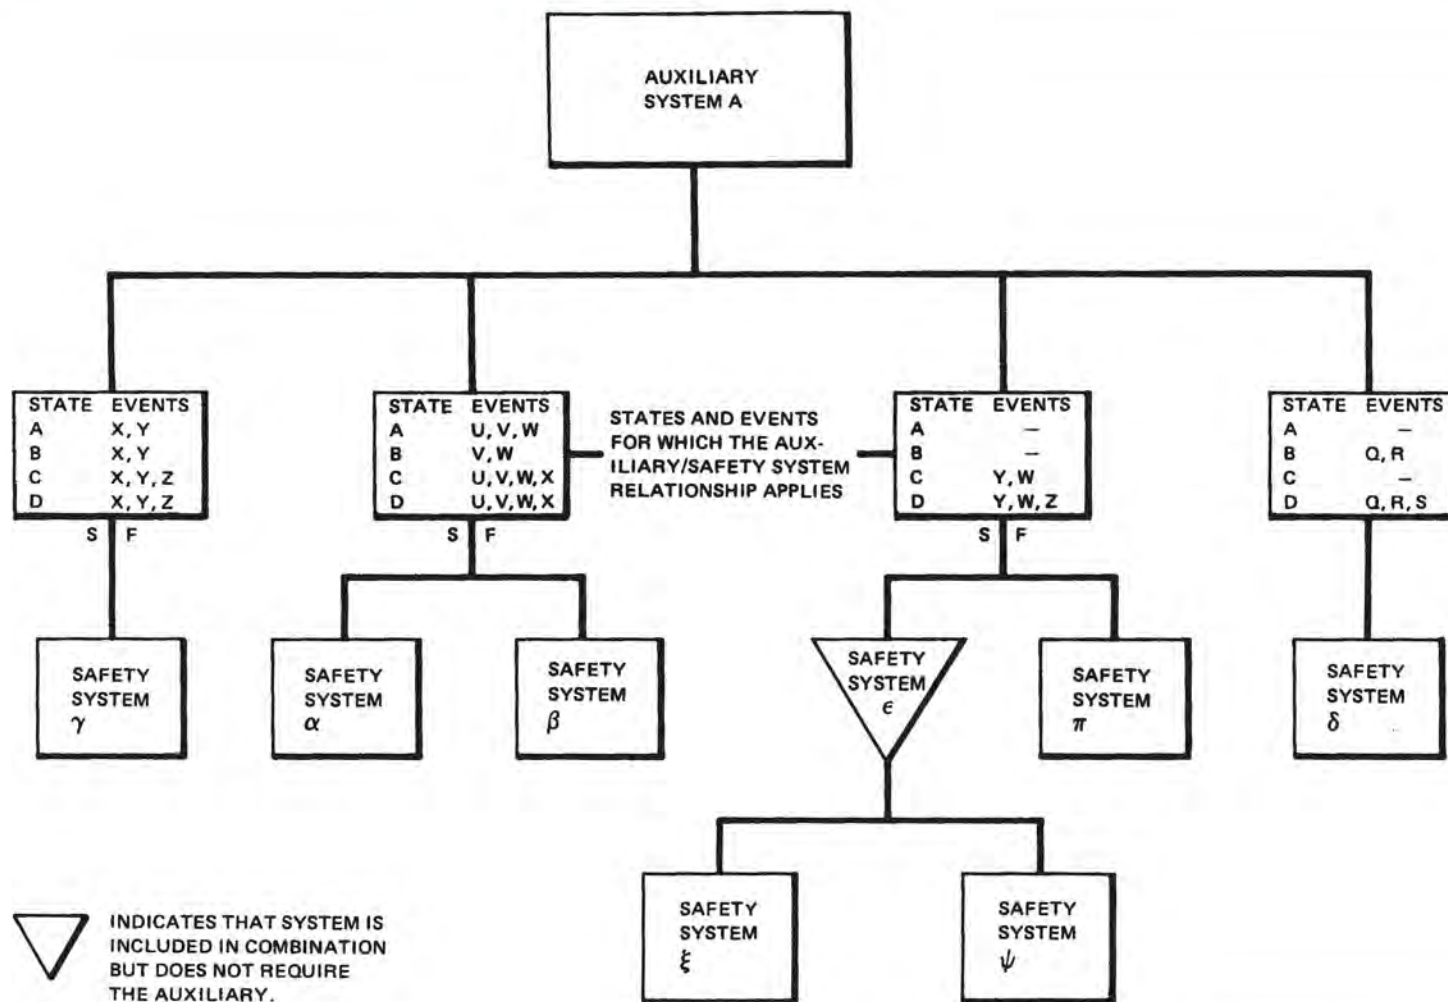 AUXILIARY
SYSTEM A
STATE EVENTS
A X, Y
B X, Y
C X, Y, Z
D X, Y, Z
S F
STATE EVENTS
A U, V, W
B V, W
C U, V, W, X
D U, V, W, X
S F
STATES AND EVENTS
FOR WHICH THE AUX-
ILIARY/SAFETY SYSTEM
RELATIONSHIP APPLIES
STATE EVENTS
A –
B –
C Y, W
D Y, W, Z
S F
STATE EVENTS
A –
B Q, R
C –
D Q, R, S
SAFETY
SYSTEM
γ
SAFETY
SYSTEM
α
SAFETY
SYSTEM
β
SAFETY
SYSTEM
ϵ
SAFETY
SYSTEM
π
SAFETY
SYSTEM
δ
SAFETY
SYSTEM
ξ
SAFETY
SYSTEM
ψ
INDICATES THAT SYSTEM IS
INCLUDED IN COMBINATION
BUT DOES NOT REQUIRE
THE AUXILIARY.